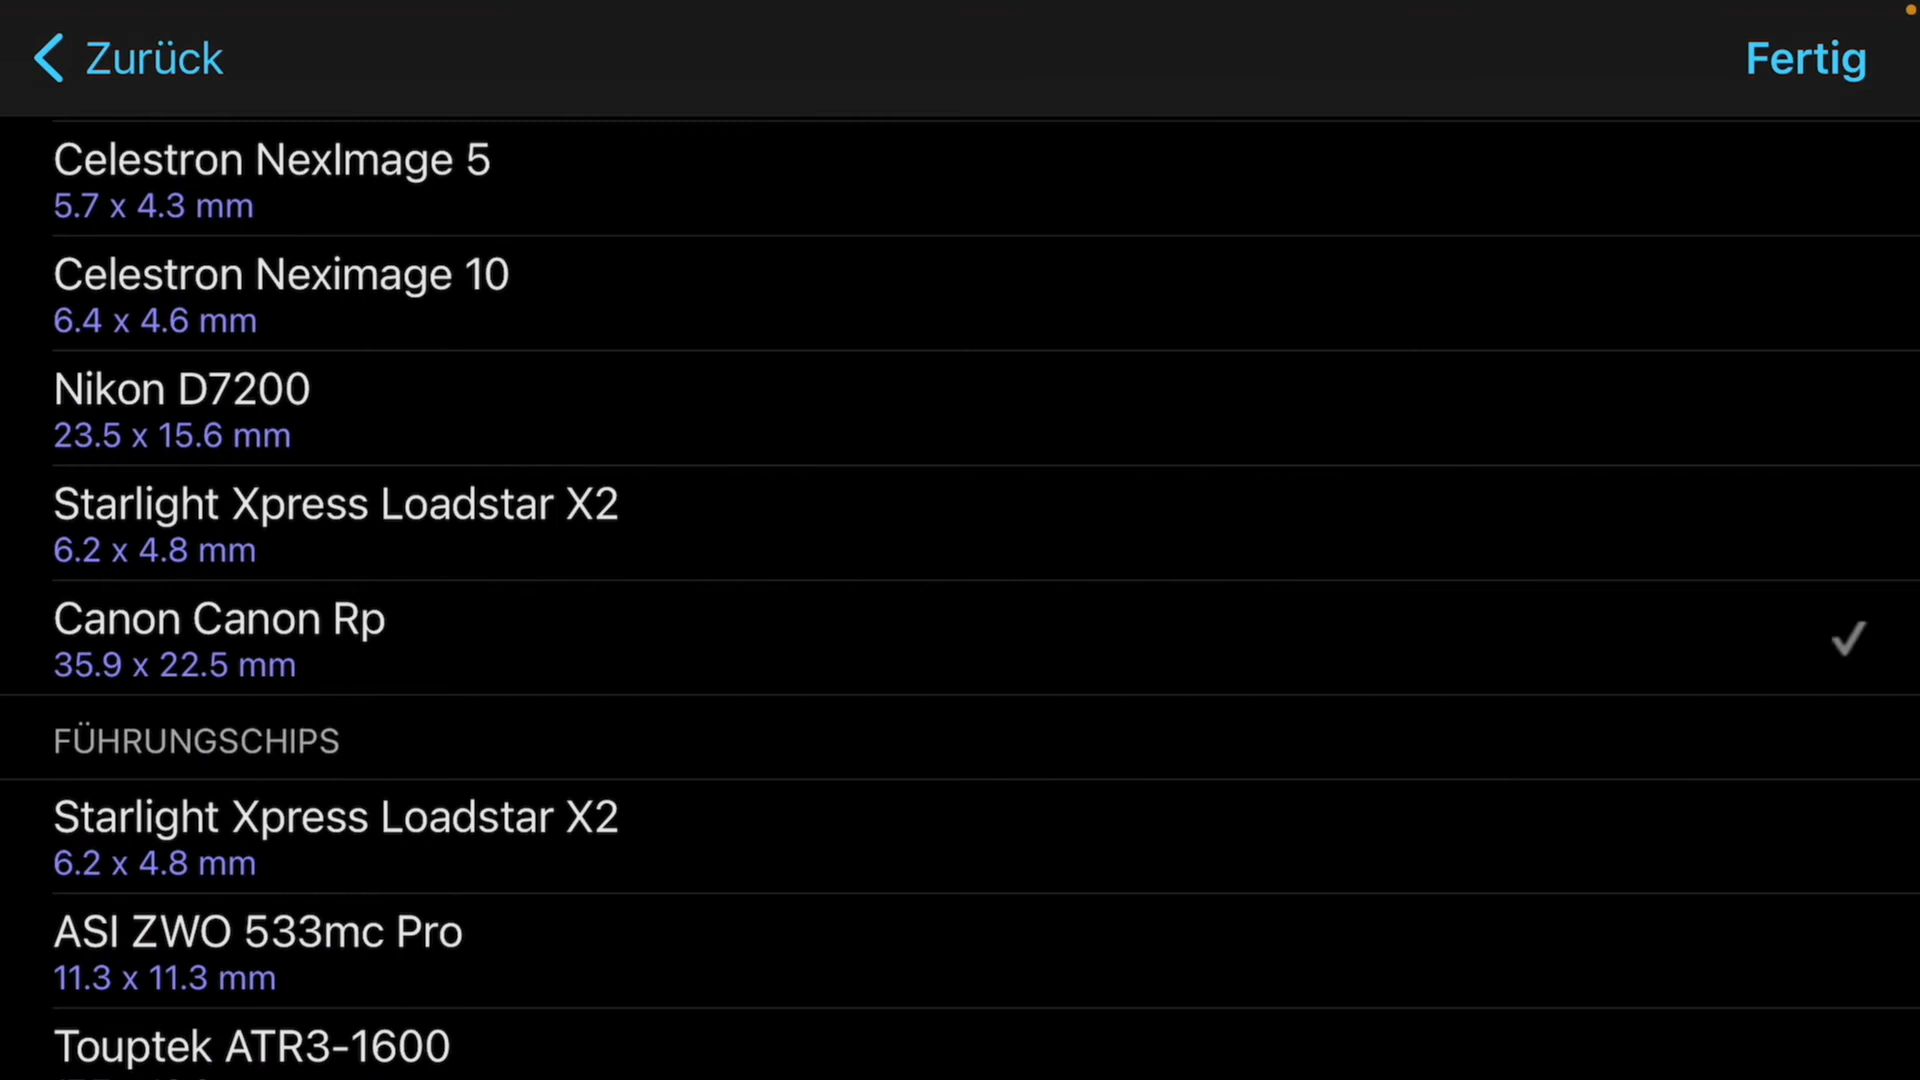 Zurück
Fertig
Celestron NexImage 5
5.7 x 4.3 mm
Celestron Neximage 10
6.4 x 4.6 mm
Nikon D7200
23.5 x 15.6 mm
Starlight Xpress Loadstar X2
6.2 x 4.8 mm
Canon Canon Rp
35.9 x 22.5 mm
FÜHRUNGSCHIPS
Starlight Xpress Loadstar X2
6.2 x 4.8 mm
ASI ZWO 533mc Pro
11.3 x 11.3 mm
Touptek ATR3-1600